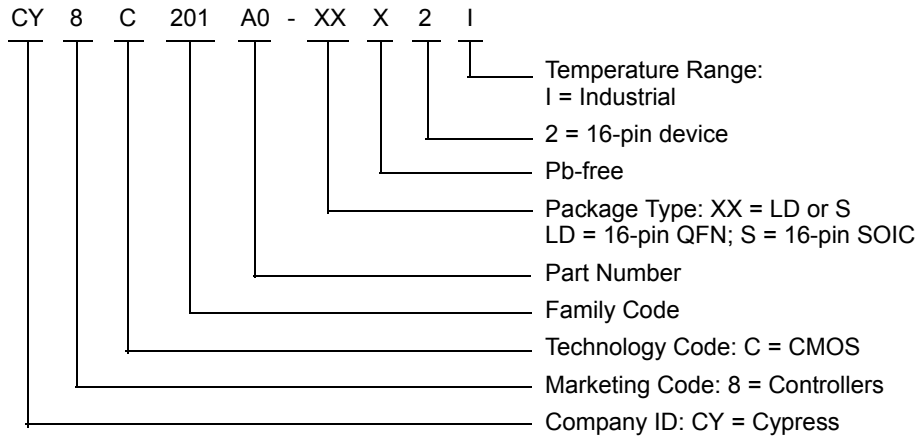 CY 8 C 201 A0 - XX X 2 I
Temperature Range:
I = Industrial
2 = 16-pin device
Pb-free
Package Type: XX = LD or S
LD = 16-pin QFN; S = 16-pin SOIC
Part Number
Family Code
Technology Code: C = CMOS
Marketing Code: 8 = Controllers
Company ID: CY = Cypress